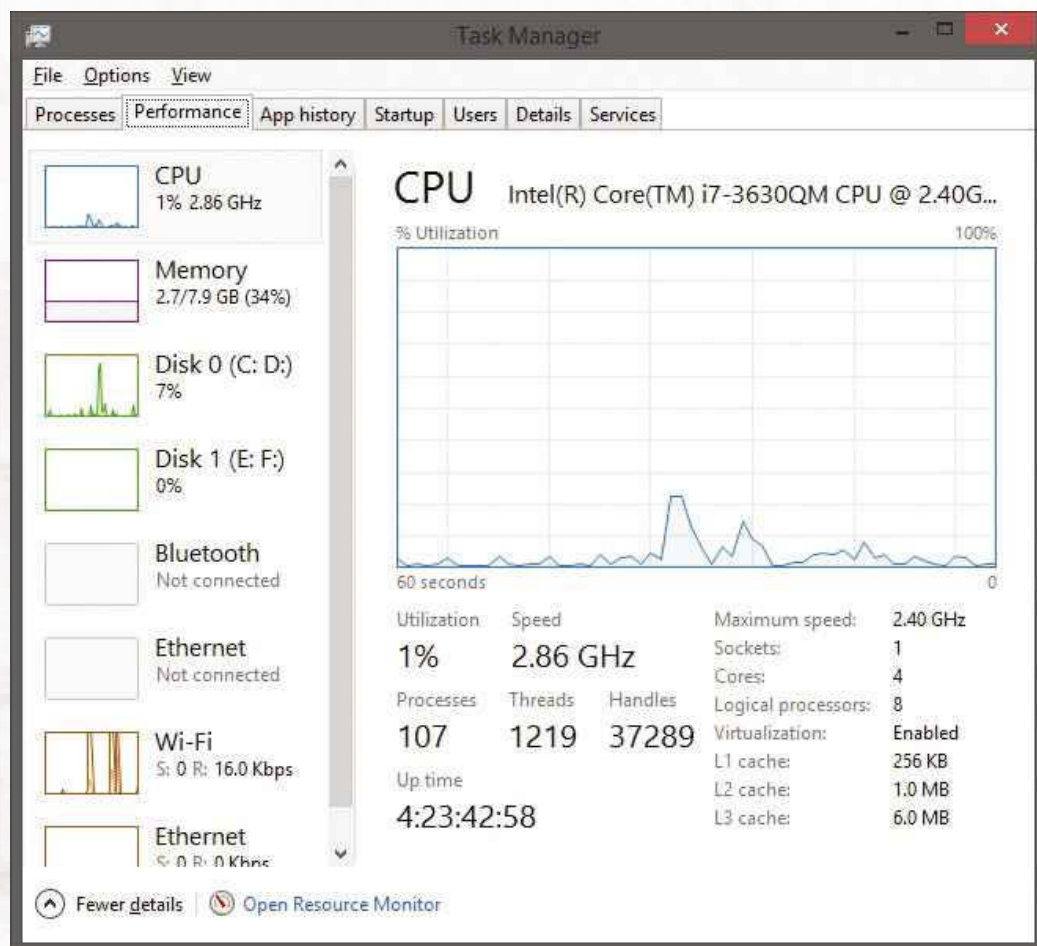 Task Manager
File Options View
Processes Performance App history Startup Users Details Services
CPU
1% 2.86 GHz
Memory
2.7/7.9 GB (34%)
Disk 0 (C: D:)
7%
Disk 1 (E: F:)
0%
Bluetooth
Not connected
Ethernet
Not connected
Wi-Fi
S: 0 R: 16.0 Kbps
Ethernet
S: 0 R: 0 Kbps
CPU Intel(R) Core(TM) i7-3630QM CPU @ 2.40G...
% Utilization 100%
60 seconds 0
Utilization Speed
1% 2.86 GHz
Processes Threads Handles
107 1219 37289
Up time
4:23:42:58
Maximum speed: 2.40 GHz
Sockets: 1
Cores: 4
Logical processors: 8
Virtualization: Enabled
L1 cache: 256 KB
L2 cache: 1.0 MB
L3 cache: 6.0 MB
Fewer details Open Resource Monitor